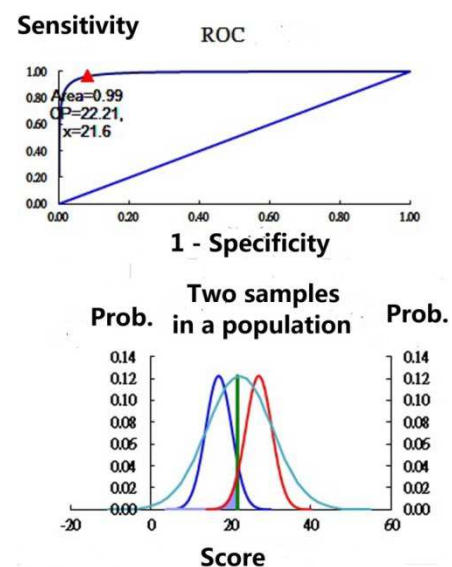 Sensitivity
ROC
1.00
0.80
0.60
0.40
0.20
0.00
Area=0.99
OP=22.21,
x=21.6
0.00 0.20 0.40 0.60 0.80 1.00
1 - Specificity
Two samples
in a population
Prob.
Prob.
0.14 0.14
0.12 0.12
0.10 0.10
0.08 0.08
0.06 0.06
0.04 0.04
0.02 0.02
0.00 0.00
-20 0 20 40 60
Score